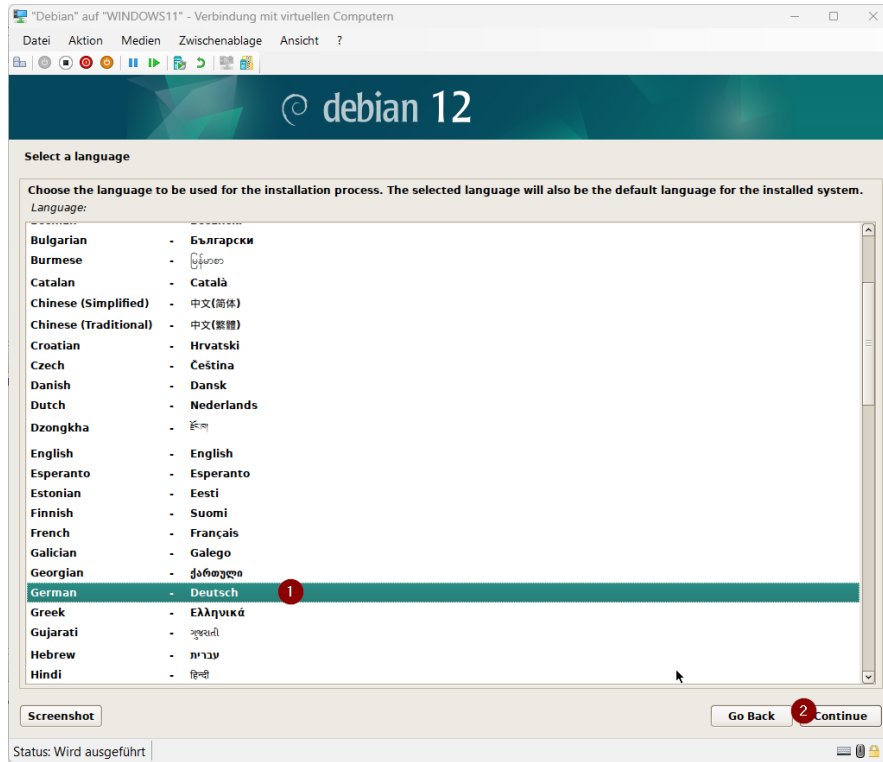 "Debian" auf "WINDOWS11" - Verbindung mit virtuellen Computern
Datei Aktion Medien Zwischenablage Ansicht ?
debian 12
Select a language
Choose the language to be used for the installation process. The selected language will also be the default language for the installed system.
Language:
Bulgarian - Български
Burmese - မြန်မာစာ
Catalan - Català
Chinese (Simplified) - 中文(简体)
Chinese (Traditional) - 中文(繁體)
Croatian - Hrvatski
Czech - Čeština
Danish - Dansk
Dutch - Nederlands
Dzongkha - རྫོང་ཁ།
English - English
Esperanto - Esperanto
Estonian - Eesti
Finnish - Suomi
French - Français
Galician - Galego
Georgian - ქართული
German - Deutsch 1
Greek - Ελληνικά
Gujarati - ગુજરાતી
Hebrew - עברית
Hindi - हिन्दी
Screenshot Go Back 2 Continue
Status: Wird ausgeführt